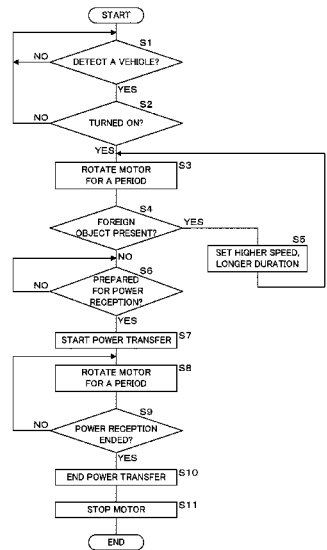 START
S1
DETECT A VEHICLE?
NO
YES
S2
TURNED ON?
NO
YES
S3
ROTATE MOTOR
FOR A PERIOD
S4
FOREIGN
OBJECT PRESENT?
YES
NO
S5
SET HIGHER SPEED,
LONGER DURATION
S6
PREPARED
FOR POWER
RECEPTION?
NO
YES
START POWER TRANSFER
S7
S8
ROTATE MOTOR
FOR A PERIOD
S9
POWER RECEPTION
ENDED?
NO
YES
END POWER TRANSFER
S10
STOP MOTOR
S11
END